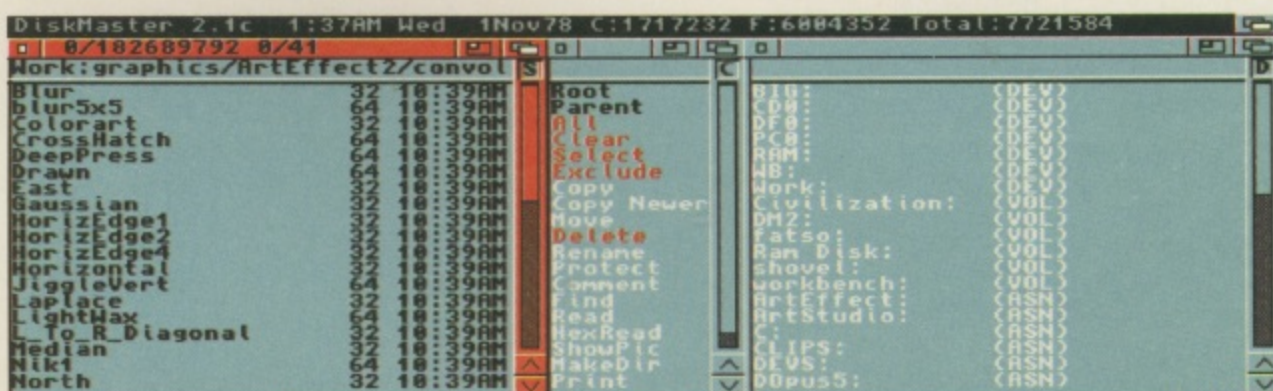 DiskMaster 2.1c 1:37AM Wed 1Nov78 C:1717232 F:6004352 Total:7721584
0/182689792 0/41
Work:graphics/ArtEffect2/convol S
Blur 32 10:39AM
blur5x5 64 10:39AM
Colorart 32 10:39AM
CrossHatch 64 10:39AM
DeepPress 64 10:39AM
Drawn 64 10:39AM
East 32 10:39AM
Gaussian 32 10:39AM
HorizEdge1 32 10:39AM
HorizEdge2 32 10:39AM
HorizEdge4 32 10:39AM
Horizontal 32 10:39AM
JiggleVert 64 10:39AM
Laplace 32 10:39AM
LightWax 64 10:39AM
L_To_R_Diagonal 32 10:39AM
Median 32 10:39AM
Nik1 64 10:39AM
North 32 10:39AM
C
Root
Parent
All
Clear
Select
Exclude
Copy
Copy Newer
Move
Delete
Rename
Protect
Comment
Find
Read
HexRead
ShowPic
MakeDir
Print
D
BIG: (DEV)
CD0: (DEV)
DF0: (DEV)
PC0: (DEV)
RAM: (DEV)
WB: (DEV)
Work: (DEV)
Civilization: (VOL)
DM2: (VOL)
fatso: (VOL)
Ram Disk: (VOL)
shovel: (VOL)
workbench: (VOL)
ArtEffect: (ASN)
ArtStudio: (ASN)
C: (ASN)
CLIPS: (ASN)
DEVS: (ASN)
DOpus5: (ASN)